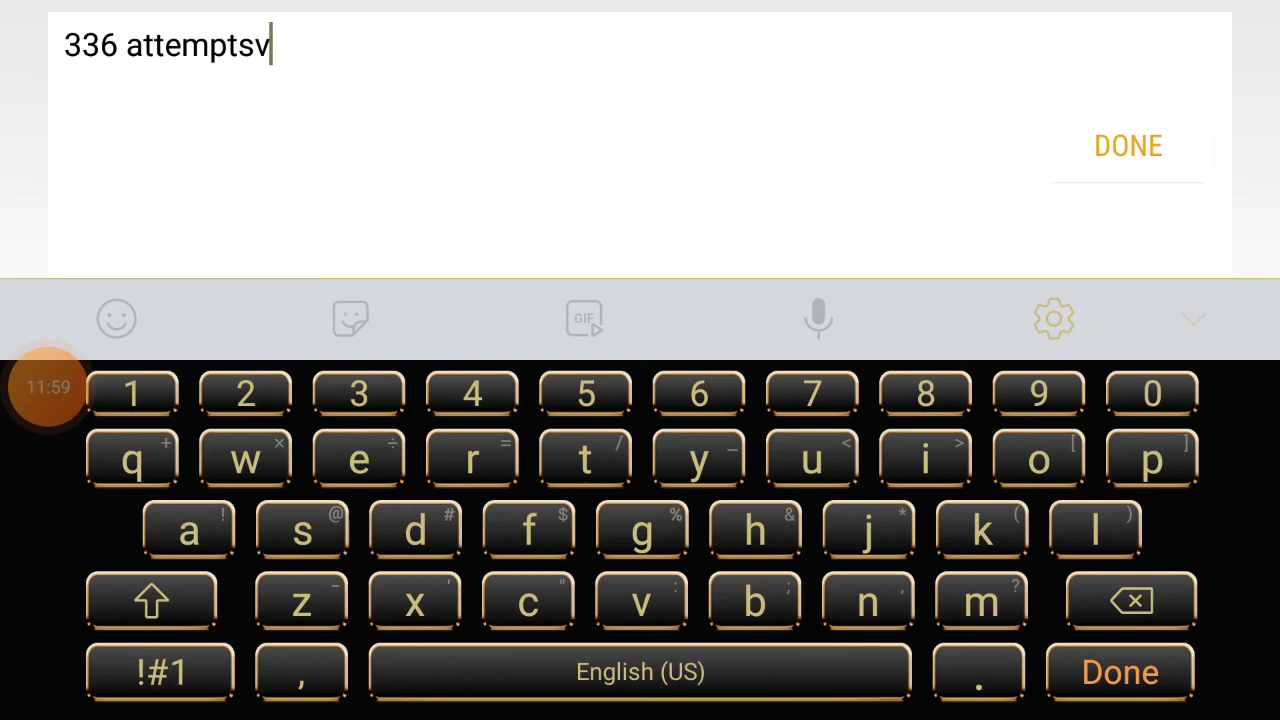 336 attemptsv
DONE
GIF
11:59
1 2 3 4 5 6 7 8 9 0
q + w × e ÷ r = t / y _ u < i > o [ p ]
a ! s @ d # f $ g % h & j * k ( l )
z - x ' c " v : b ; n , m ?
!#1 , English (US) . Done